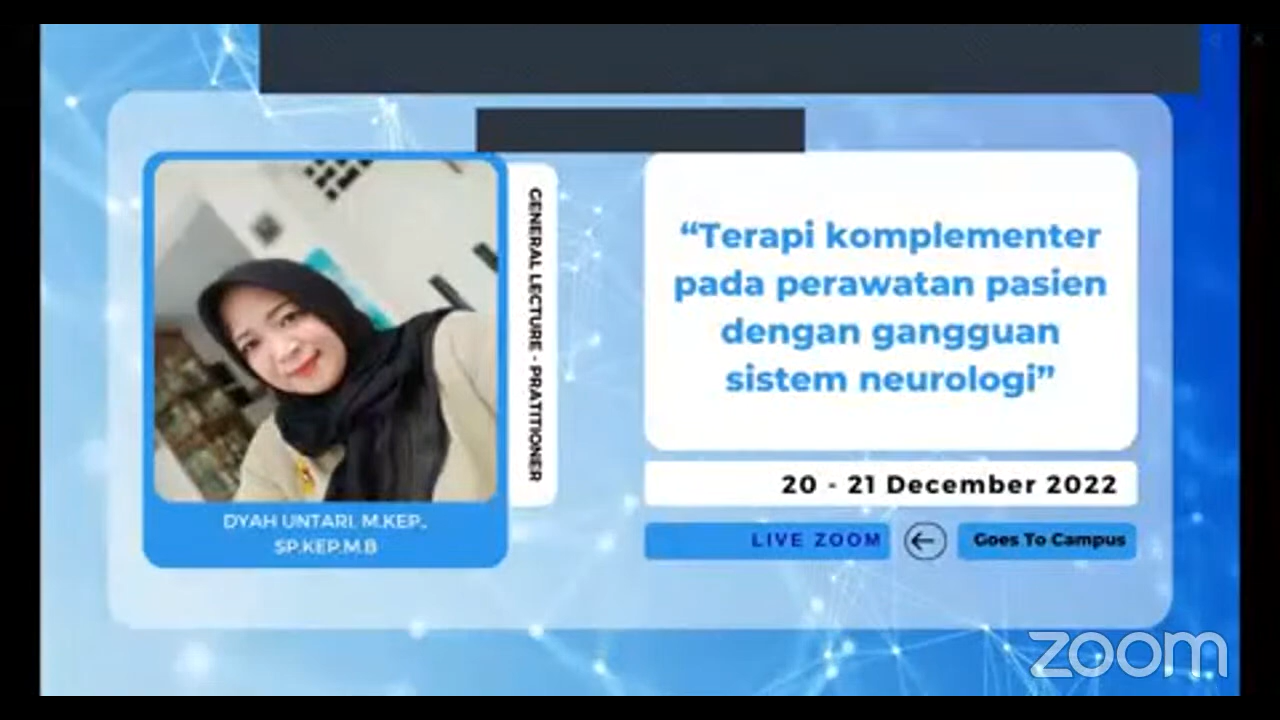 GENERAL LECTURE - PRATITIONER
DYAH UNTARI, M.KEP.,
SP.KEP.M.B
“Terapi komplementer
pada perawatan pasien
dengan gangguan
sistem neurologi”
20 - 21 December 2022
LIVE ZOOM
Goes To Campus
zoom